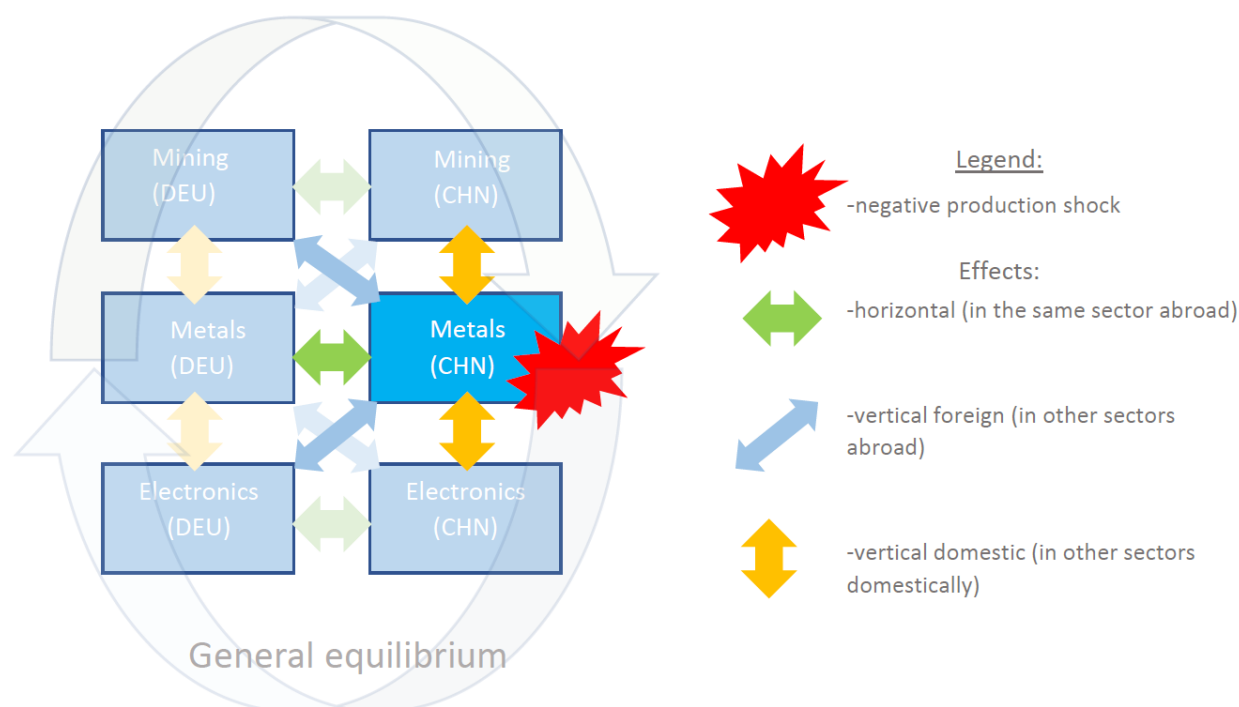 Mining
(DEU)
Mining
(CHN)
Metals
(DEU)
Metals
(CHN)
Electronics
(DEU)
Electronics
(CHN)
General equilibrium
Legend:
-negative production shock
Effects:
-horizontal (in the same sector abroad)
-vertical foreign (in other sectors
abroad)
-vertical domestic (in other sectors
domestically)